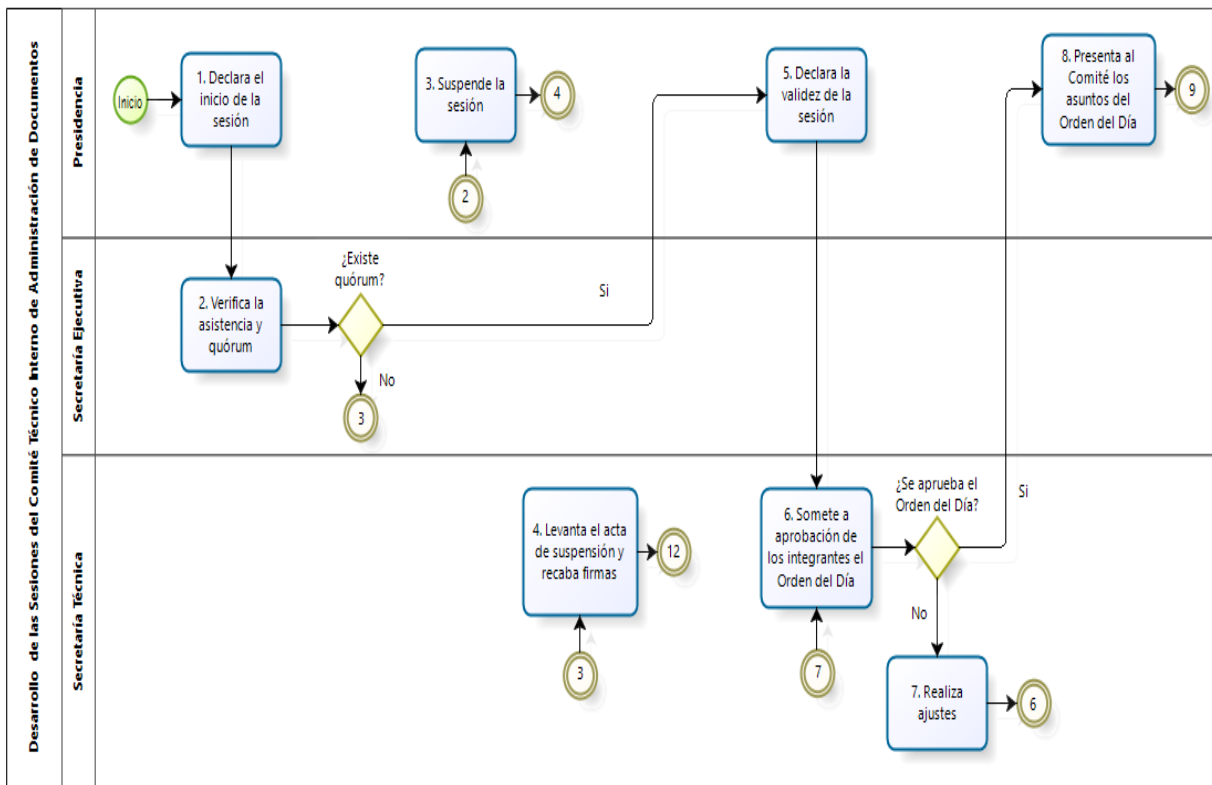 Desarrollo de las Sesiones del Comité Técnico Interno de Administración de Documentos
Presidencia
Inicio
1. Declara el
inicio de la
sesión
3. Suspende la
sesión
4
2
5. Declara la
validez de la
sesión
8. Presenta al
Comité los
asuntos del
Orden del Día
9
Secretaría Ejecutiva
2. Verifica la
asistencia y
quórum
¿Existe
quórum?
Si
No
3
Secretaría Técnica
4. Levanta el acta
de suspensión y
recaba firmas
12
3
6. Somete a
aprobación de
los integrantes el
Orden del Día
7
¿Se aprueba el
Orden del Día?
Si
No
7. Realiza
ajustes
6